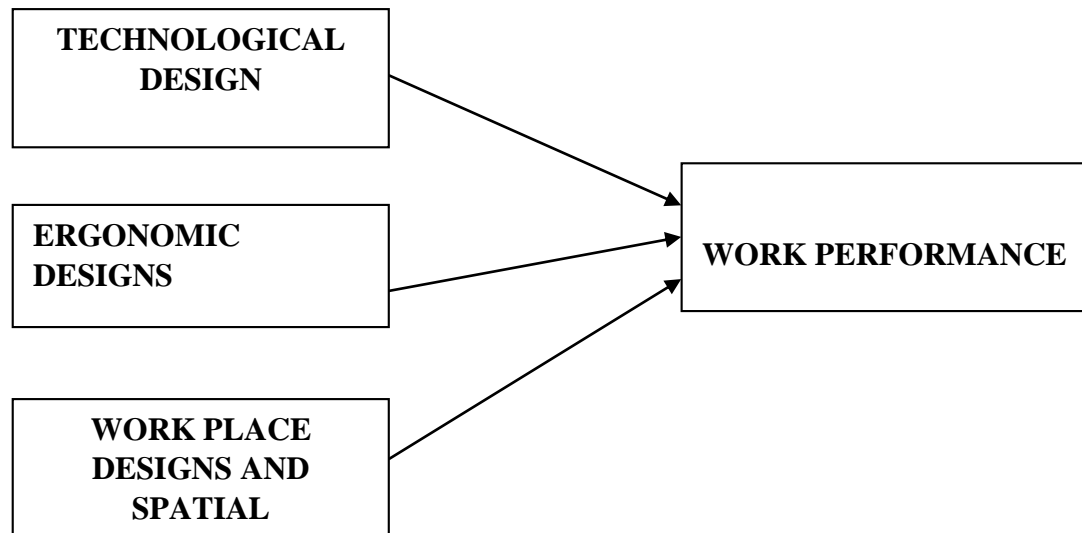 TECHNOLOGICAL
DESIGN
ERGONOMIC
DESIGNS
WORK PLACE
DESIGNS AND
SPATIAL
WORK PERFORMANCE